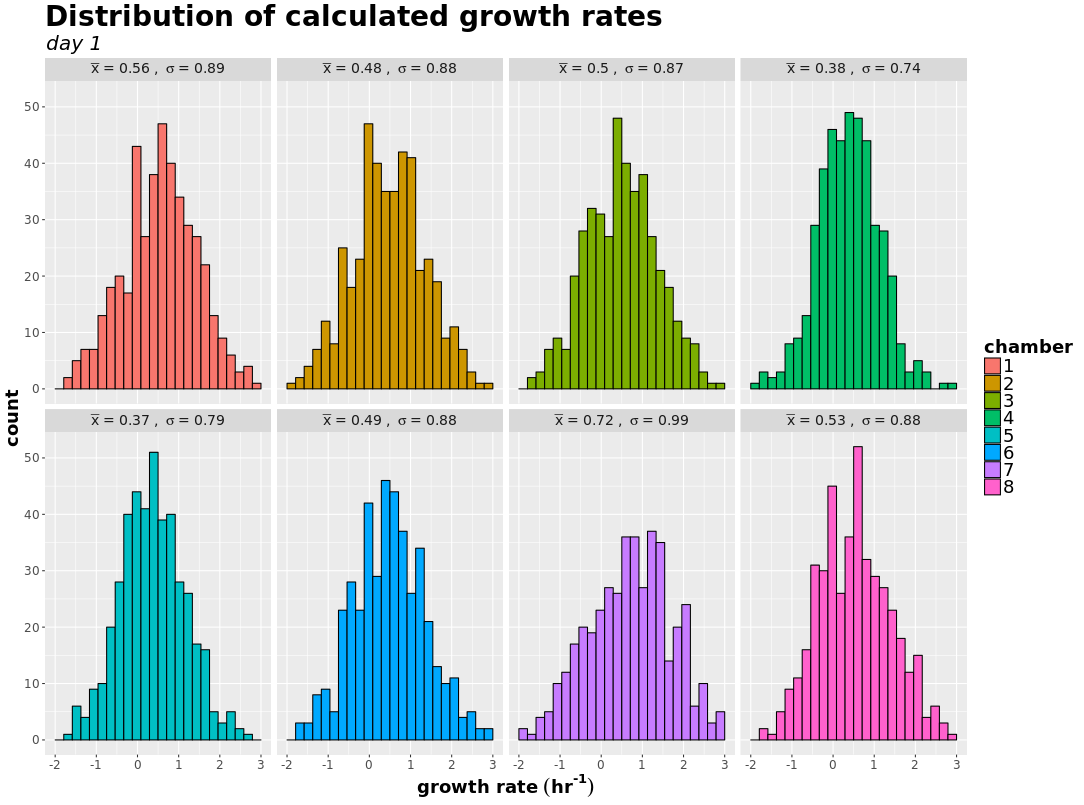 Distribution of calculated growth rates
day 1
x̅ = 0.56 , σ = 0.89
x̅ = 0.48 , σ = 0.88
x̅ = 0.5 , σ = 0.87
x̅ = 0.38 , σ = 0.74
50
40
30
20
10
0
x̅ = 0.37 , σ = 0.79
x̅ = 0.49 , σ = 0.88
x̅ = 0.72 , σ = 0.99
x̅ = 0.53 , σ = 0.88
50
40
30
20
10
0
-2 -1 0 1 2 3
-2 -1 0 1 2 3
-2 -1 0 1 2 3
-2 -1 0 1 2 3
count
growth rate (hr⁻¹)
chamber
1
2
3
4
5
6
7
8